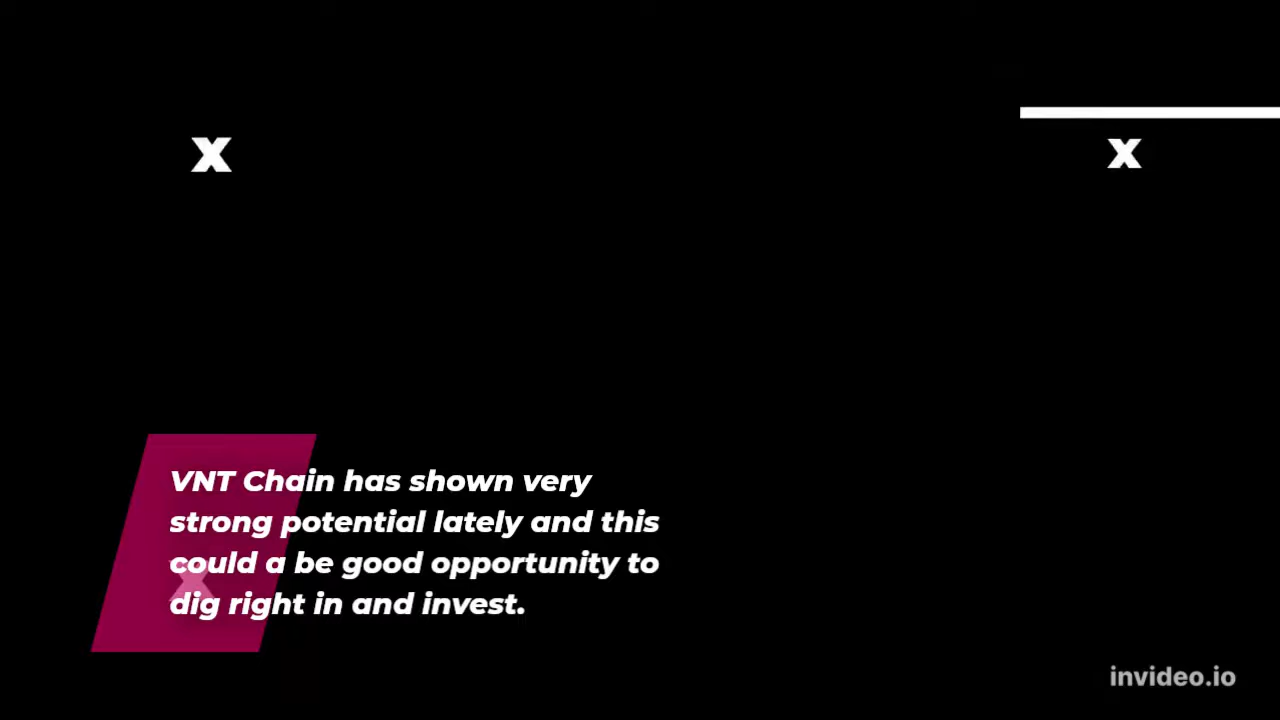 x
x
VNT Chain has shown very
strong potential lately and this
could a be good opportunity to
x
dig right in and invest.
invideo.io